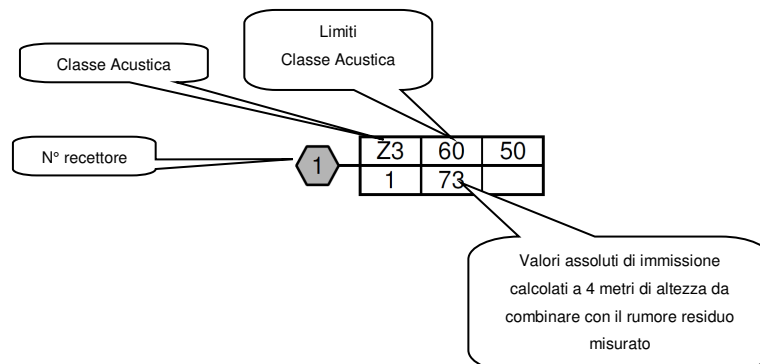 Limiti
Classe Acustica
Classe Acustica
N° recettore
1
Z3 60 50
1 73
Valori assoluti di immissione
calcolati a 4 metri di altezza da
combinare con il rumore residuo
misurato